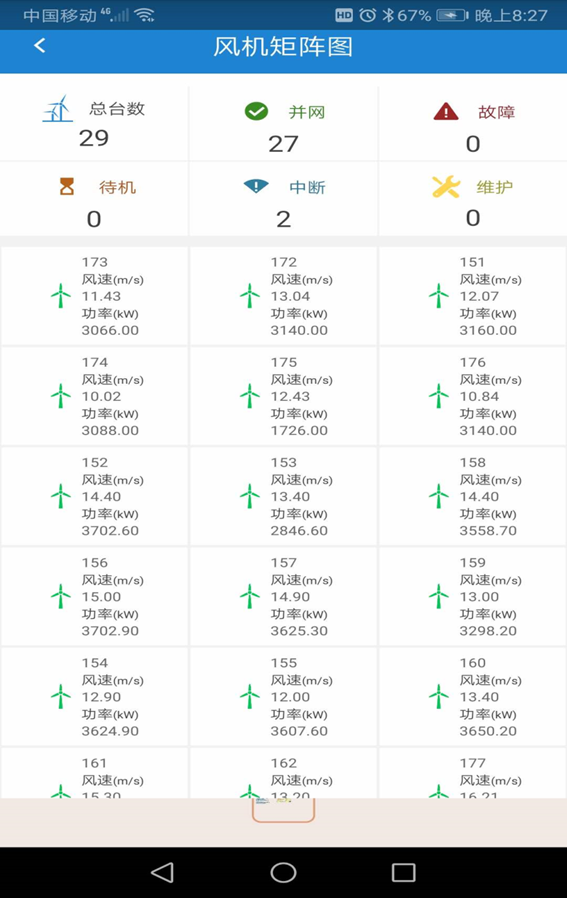 中国移动 4G HD 67% 晚上8:27
风机矩阵图
总台数 并网 故障
29 27 0
待机 中断 维护
0 2 0
173 172 151
风速(m/s) 风速(m/s) 风速(m/s)
11.43 13.04 12.07
功率(kW) 功率(kW) 功率(kW)
3066.00 3140.00 3160.00
174 175 176
风速(m/s) 风速(m/s) 风速(m/s)
10.02 12.43 10.84
功率(kW) 功率(kW) 功率(kW)
3088.00 1726.00 3140.00
152 153 158
风速(m/s) 风速(m/s) 风速(m/s)
14.40 13.40 14.40
功率(kW) 功率(kW) 功率(kW)
3702.60 2846.60 3558.70
156 157 159
风速(m/s) 风速(m/s) 风速(m/s)
15.00 14.90 13.00
功率(kW) 功率(kW) 功率(kW)
3702.90 3625.30 3298.20
154 155 160
风速(m/s) 风速(m/s) 风速(m/s)
12.90 12.00 13.40
功率(kW) 功率(kW) 功率(kW)
3624.90 3607.60 3650.20
161 162 177
风速(m/s) 风速(m/s) 风速(m/s)
15.30 13.20 16.21